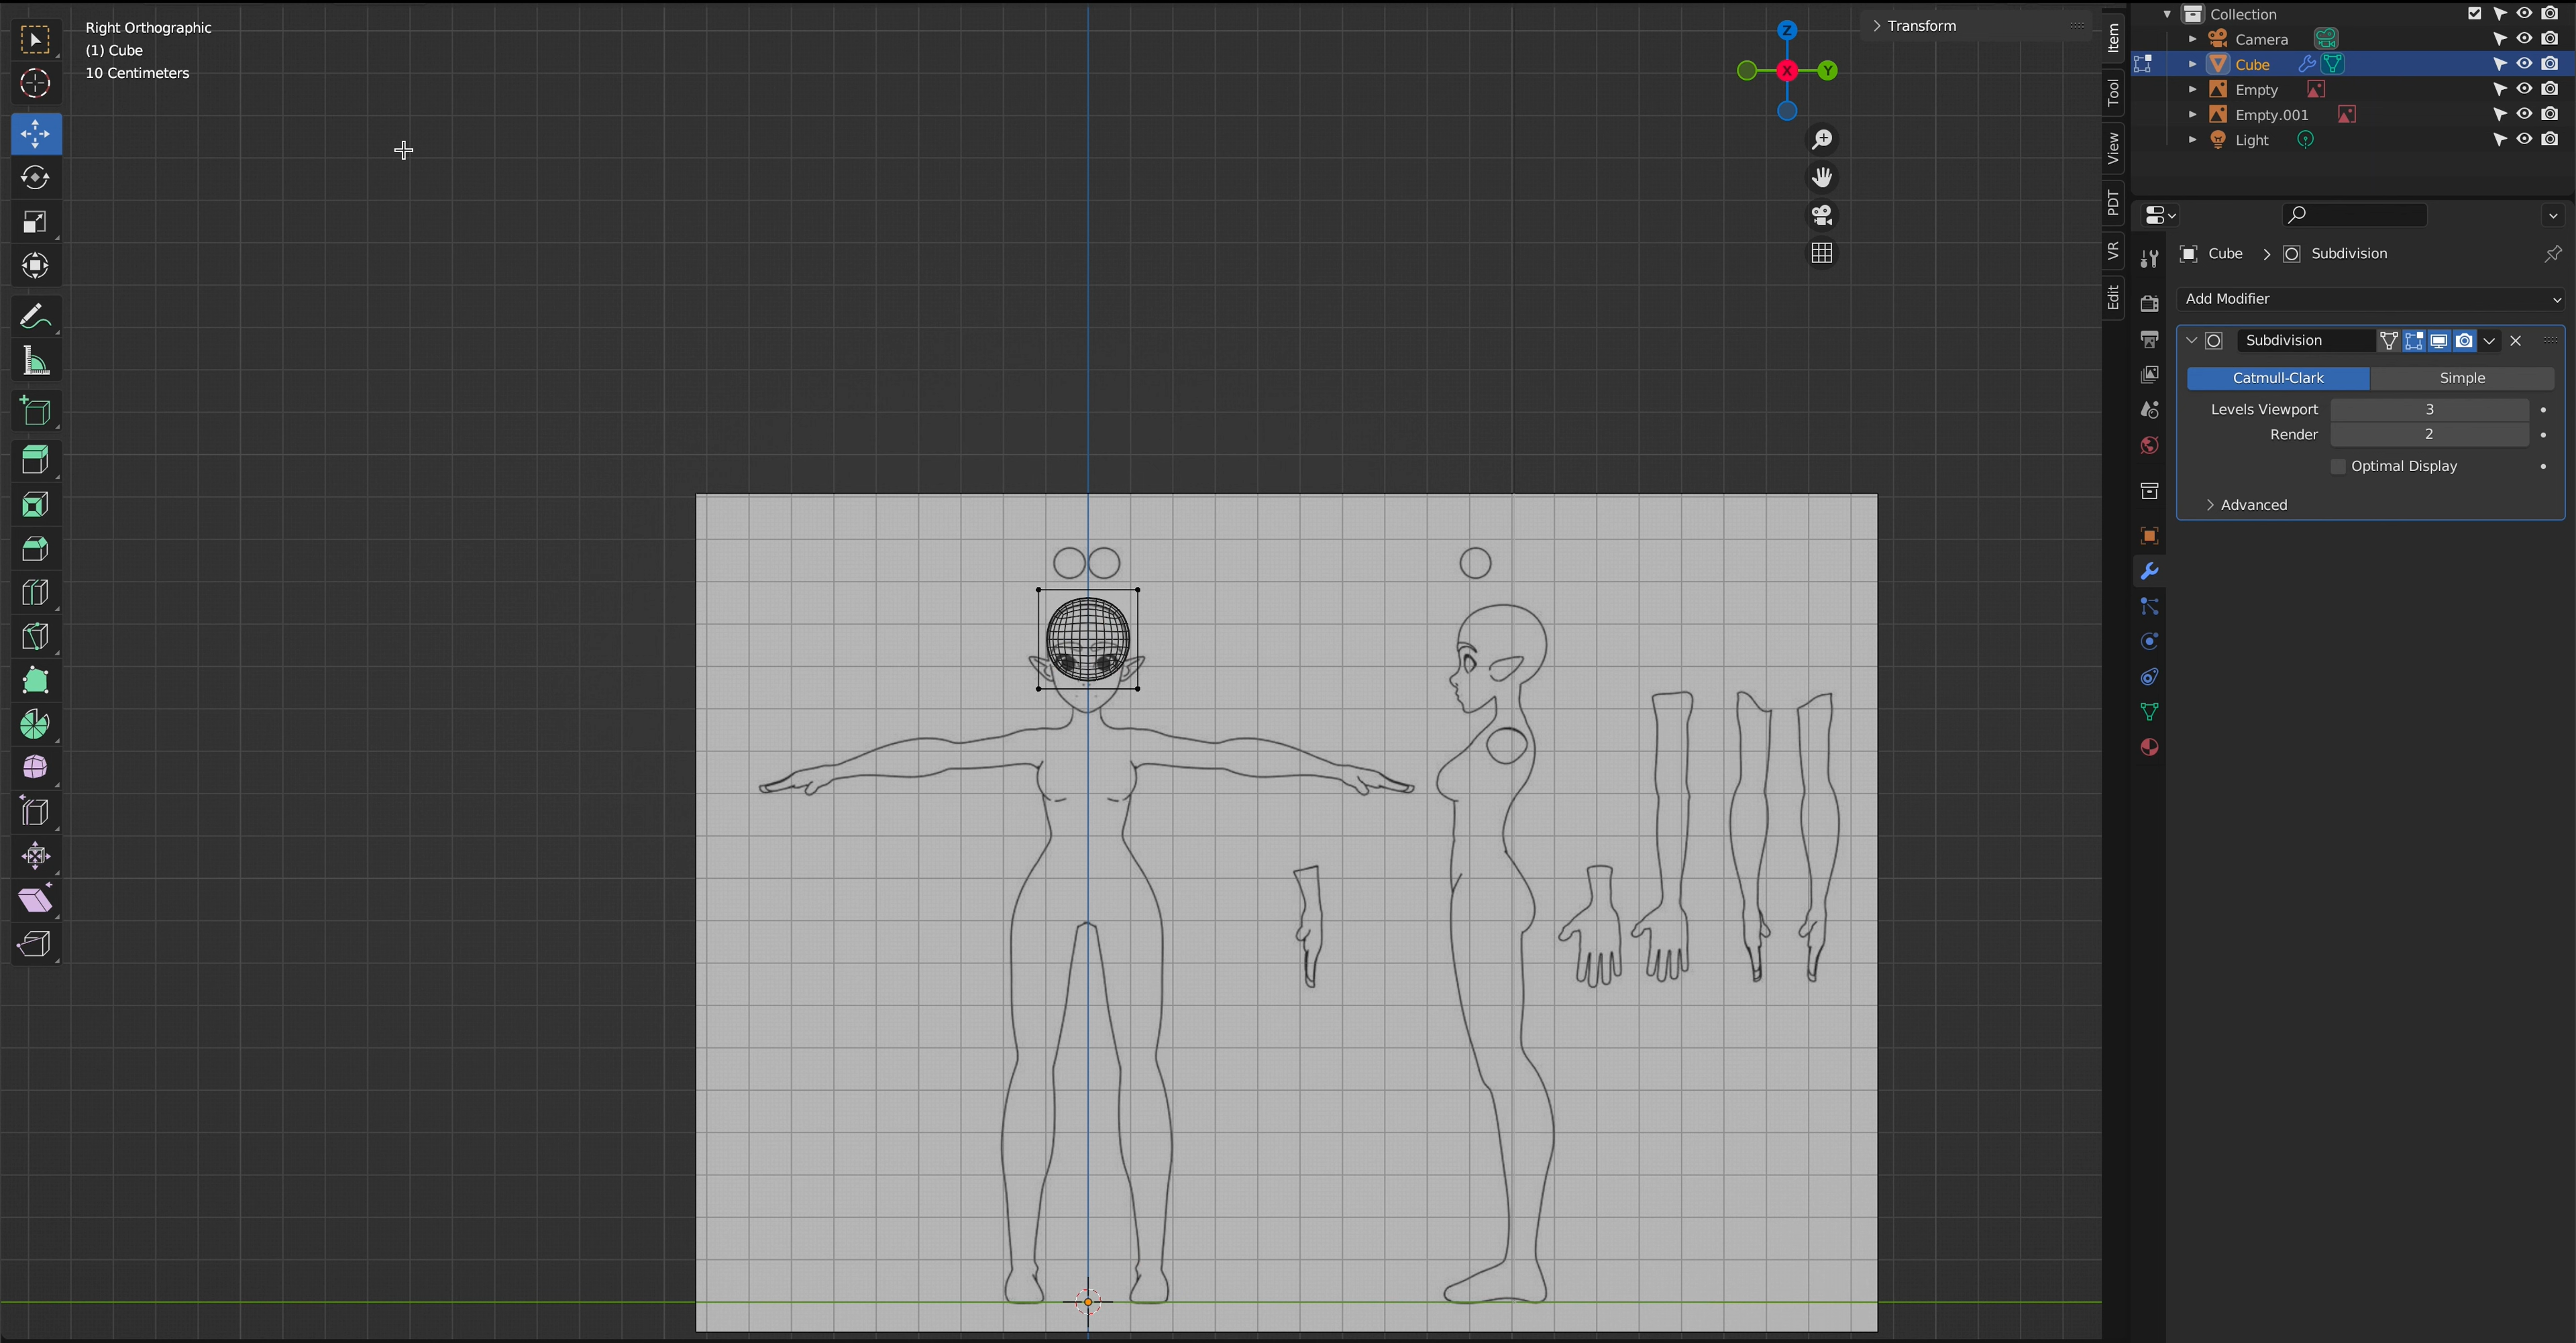 Right Orthographic
(1) Cube
10 Centimeters
Transform
Z
X
Y
Item
Tool
View
PDT
VR
Edit
Collection
Camera
Cube
Empty
Empty.001
Light
Cube > Subdivision
Add Modifier
Subdivision
Catmull-Clark
Simple
Levels Viewport 3
Render 2
Optimal Display
Advanced